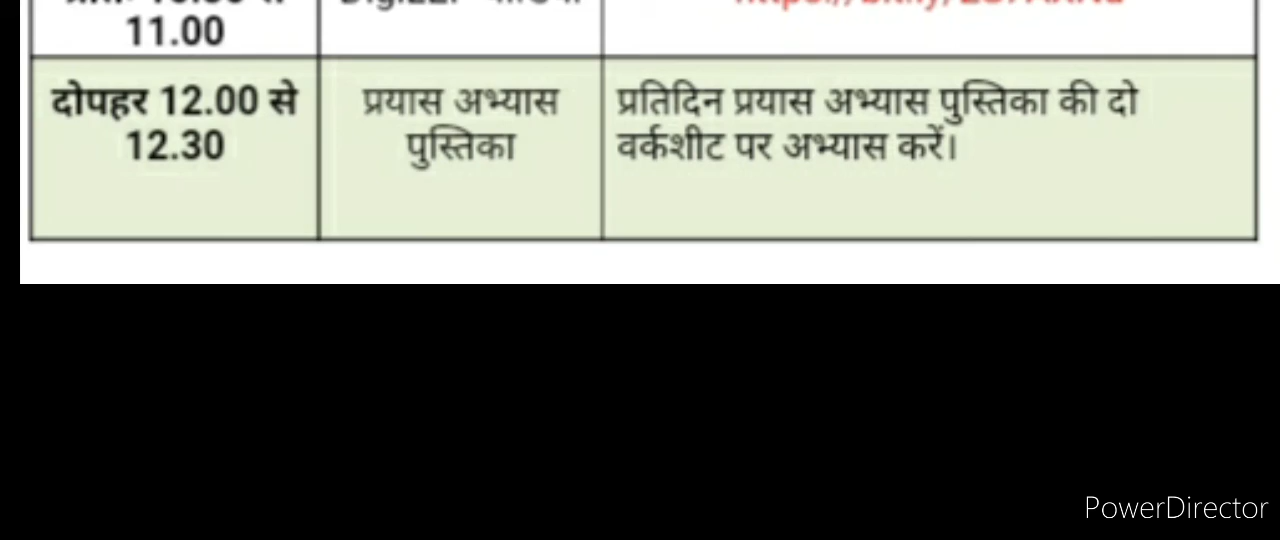 11.00
दोपहर 12.00 से
12.30
प्रयास अभ्यास
पुस्तिका
प्रतिदिन प्रयास अभ्यास पुस्तिका की दो
वर्कशीट पर अभ्यास करें।
PowerDirector